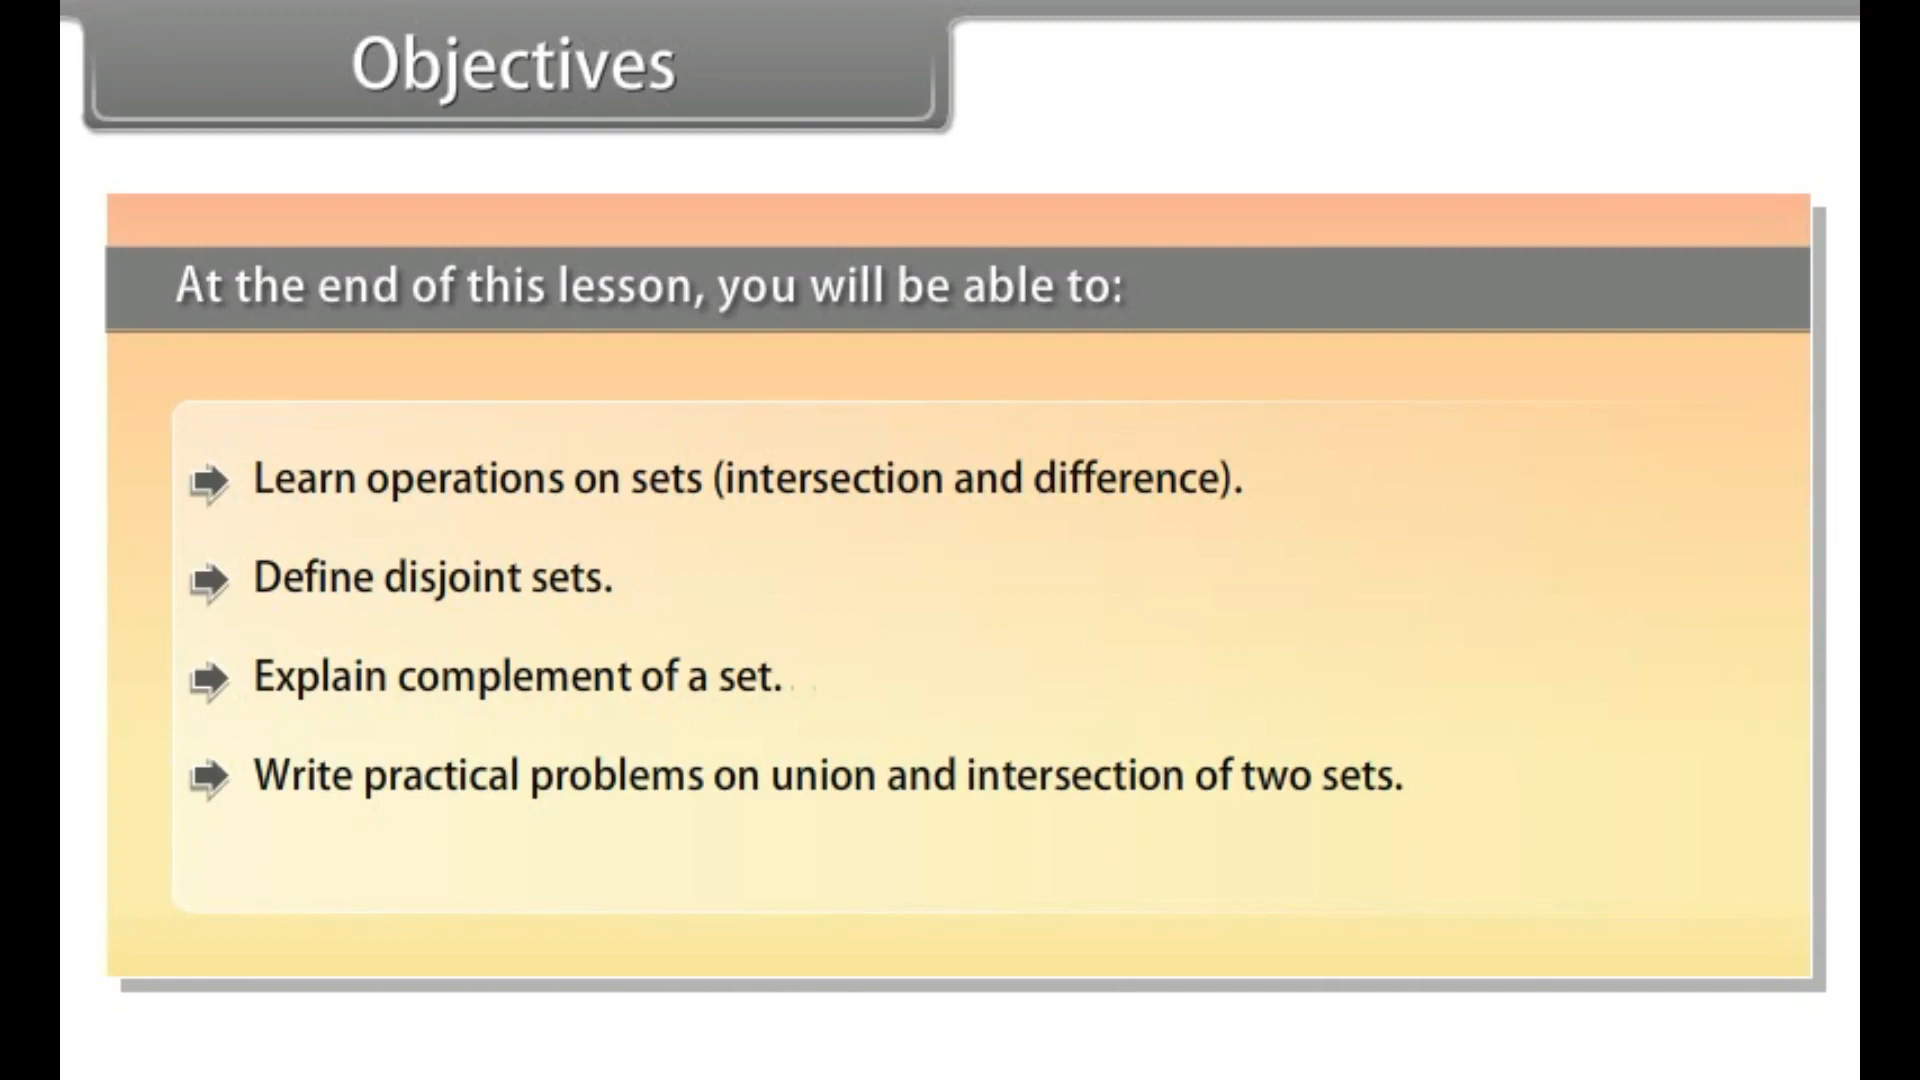 Objectives
At the end of this lesson, you will be able to:
Learn operations on sets (intersection and difference).
Define disjoint sets.
Explain complement of a set.
Write practical problems on union and intersection of two sets.